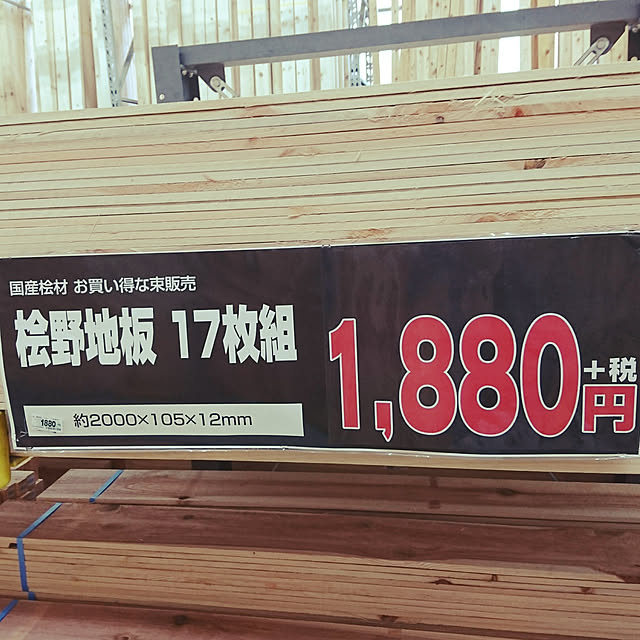 国産桧材 お買い得な束販売
桧野地板 17枚組
約2000×105×12mm
1880
1,880
+税
円